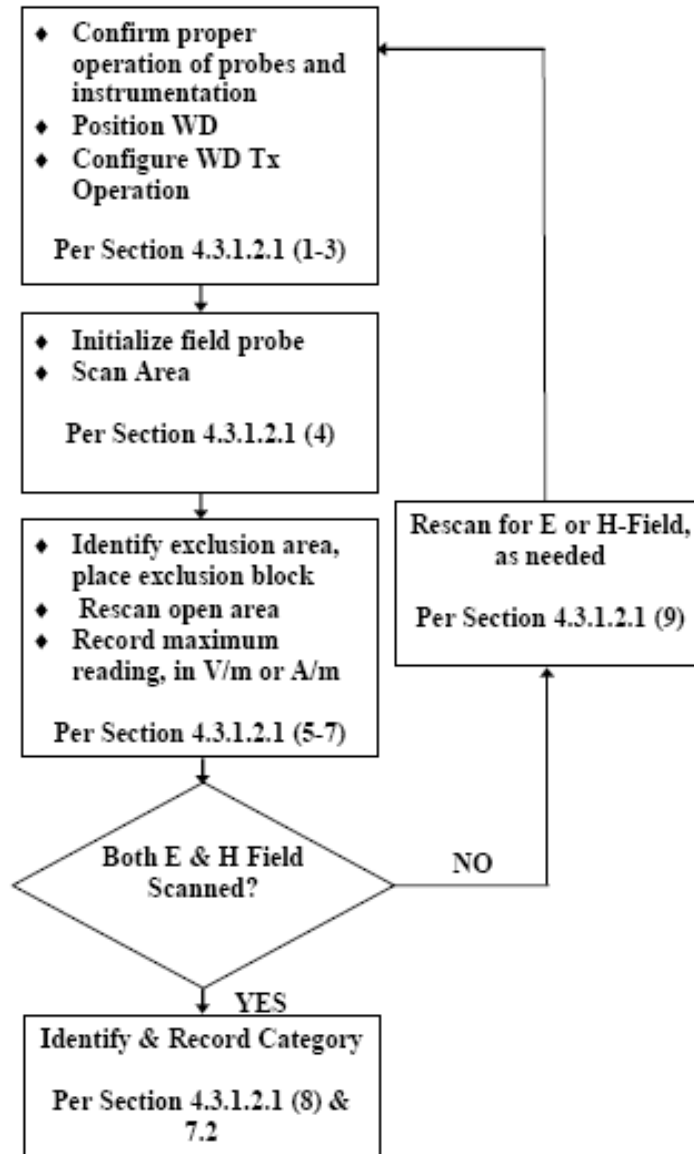 ♦ Confirm proper
operation of probes and
instrumentation
♦ Position WD
♦ Configure WD Tx
Operation
Per Section 4.3.1.2.1 (1-3)
♦ Initialize field probe
♦ Scan Area
Per Section 4.3.1.2.1 (4)
♦ Identify exclusion area,
place exclusion block
♦ Rescan open area
♦ Record maximum
reading, in V/m or A/m
Per Section 4.3.1.2.1 (5-7)
Rescan for E or H-Field,
as needed
Per Section 4.3.1.2.1 (9)
Both E & H Field
Scanned?
NO
YES
Identify & Record Category
Per Section 4.3.1.2.1 (8) &
7.2